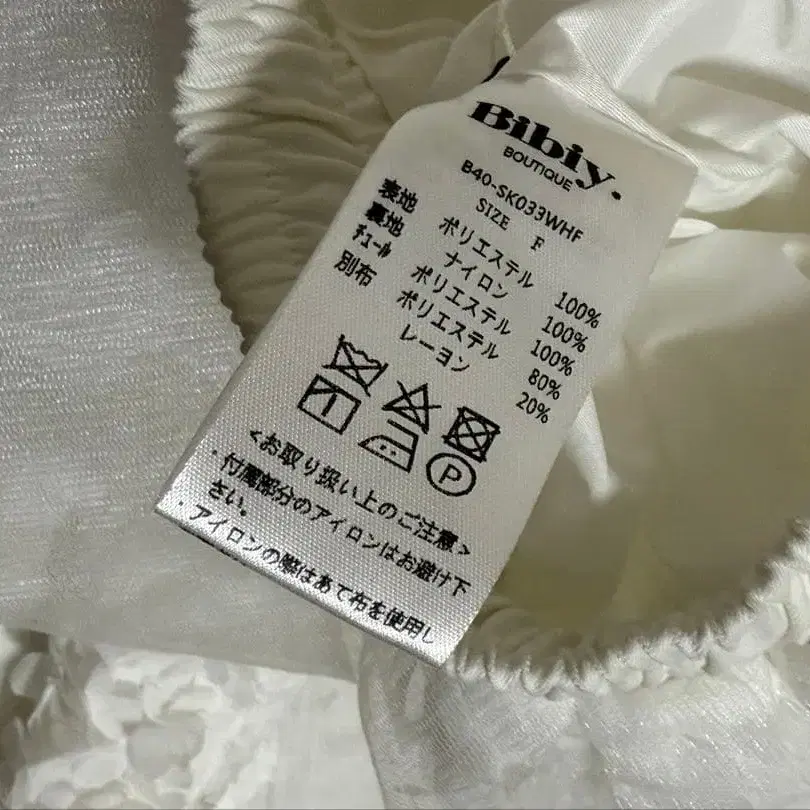 Bibiy.
BOUTIQUE
B40-SK033WHF
SIZE F
表地 ポリエステル 100%
裏地 ナイロン 100%
チュール ポリエステル 100%
別布 ポリエステル 80%
レーヨン 20%
P
<お取り扱い上のご注意>
・付属部分のアイロンはお避け下
さい。
・アイロンの際はあて布を使用し